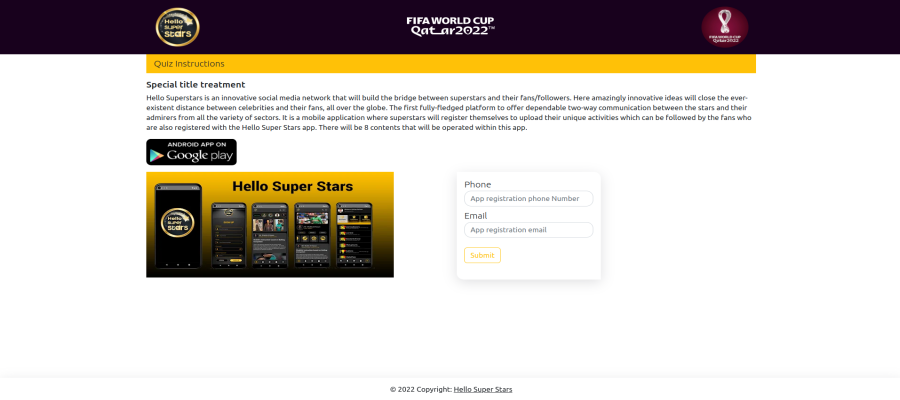 Hello
SUPER
stars
FIFA WORLD CUP
Qatar2022™
FIFA WORLD CUP
Qatar2022
Quiz Instructions
Special title treatment
Hello Superstars is an innovative social media network that will build the bridge between superstars and their fans/followers. Here amazingly innovative ideas will close the ever-
existent distance between celebrities and their fans, all over the globe. The first fully-fledged platform to offer dependable two-way communication between the stars and their
admirers from all the variety of sectors. It is a mobile application where superstars will register themselves to upload their unique activities which can be followed by the fans who
are also registered with the Hello Super Stars app. There will be 8 contents that will be operated within this app.
ANDROID APP ON
Google play
Hello Super Stars
Hello
SUPER
stars
Phone
App registration phone Number
Email
App registration email
Submit
© 2022 Copyright: Hello Super Stars